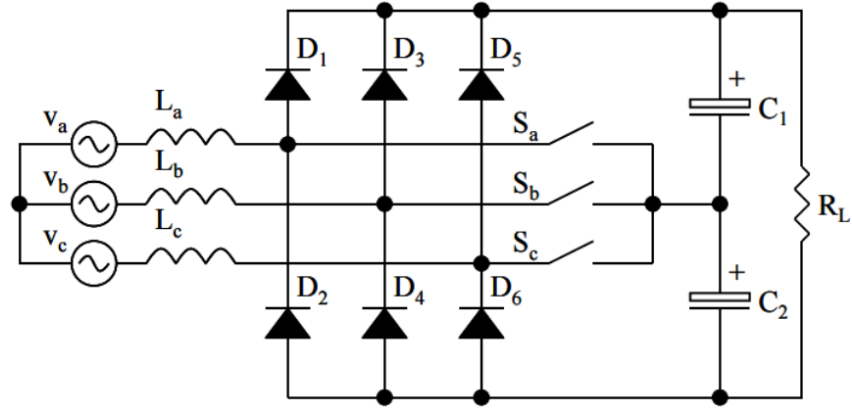 D1 D3 D5
+
va La Sa C1
vb Lb Sb
RL
vc Lc Sc
+
D2 D4 D6 C2